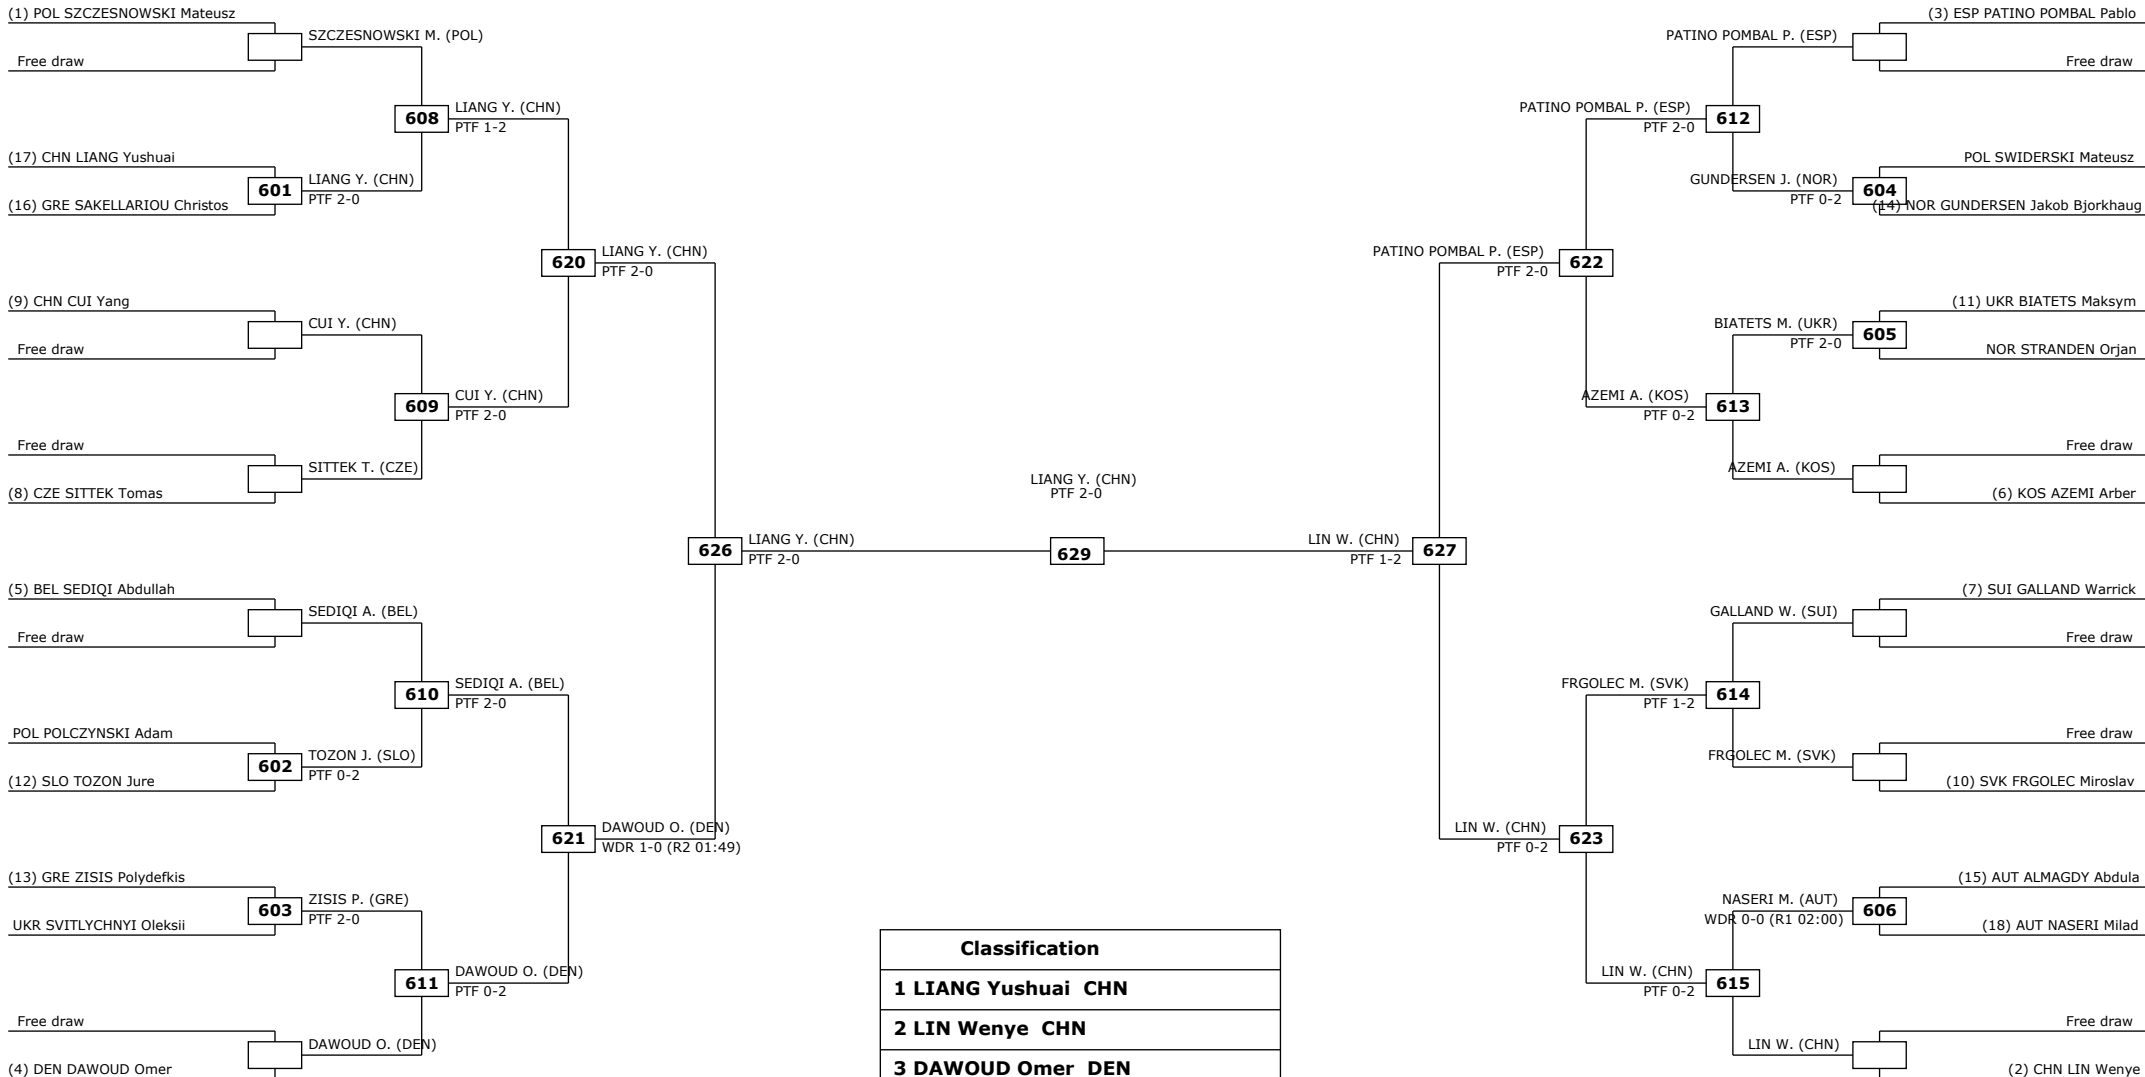 (1) POL SZCZESNOWSKI Mateusz
SZCZESNOWSKI M. (POL)
Free draw
608
LIANG Y. (CHN)
PTF 1-2
(17) CHN LIANG Yushuai
601
LIANG Y. (CHN)
PTF 2-0
(16) GRE SAKELLARIOU Christos
620
LIANG Y. (CHN)
PTF 2-0
(9) CHN CUI Yang
CUI Y. (CHN)
Free draw
609
CUI Y. (CHN)
PTF 2-0
Free draw
SITTEK T. (CZE)
(8) CZE SITTEK Tomas
626
LIANG Y. (CHN)
PTF 2-0
(5) BEL SEDIQI Abdullah
SEDIQI A. (BEL)
Free draw
610
SEDIQI A. (BEL)
PTF 2-0
POL POLCZYNSKI Adam
602
TOZON J. (SLO)
PTF 0-2
(12) SLO TOZON Jure
621
DAWOUD O. (DEN)
WDR 1-0 (R2 01:49)
(13) GRE ZISIS Polydefkis
603
ZISIS P. (GRE)
PTF 2-0
UKR SVITLYCHNYI Oleksii
611
DAWOUD O. (DEN)
PTF 0-2
Free draw
DAWOUD O. (DEN)
(4) DEN DAWOUD Omer
LIANG Y. (CHN)
PTF 2-0
629
(3) ESP PATINO POMBAL Pablo
PATINO POMBAL P. (ESP)
Free draw
PATINO POMBAL P. (ESP)
PTF 2-0
612
POL SWIDERSKI Mateusz
GUNDERSEN J. (NOR)
PTF 0-2
604
(14) NOR GUNDERSEN Jakob Bjorkhaug
PATINO POMBAL P. (ESP)
PTF 2-0
622
(11) UKR BIATETS Maksym
BIATETS M. (UKR)
PTF 2-0
605
NOR STRANDEN Orjan
AZEMI A. (KOS)
PTF 0-2
613
Free draw
AZEMI A. (KOS)
(6) KOS AZEMI Arber
LIN W. (CHN)
PTF 1-2
627
(7) SUI GALLAND Warrick
GALLAND W. (SUI)
Free draw
FRGOLEC M. (SVK)
PTF 1-2
614
Free draw
FRGOLEC M. (SVK)
(10) SVK FRGOLEC Miroslav
LIN W. (CHN)
PTF 0-2
623
(15) AUT ALMAGDY Abdula
NASERI M. (AUT)
WDR 0-0 (R1 02:00)
606
(18) AUT NASERI Milad
LIN W. (CHN)
PTF 0-2
615
Free draw
LIN W. (CHN)
(2) CHN LIN Wenye
Classification
1 LIANG Yushuai CHN
2 LIN Wenye CHN
3 DAWOUD Omer DEN